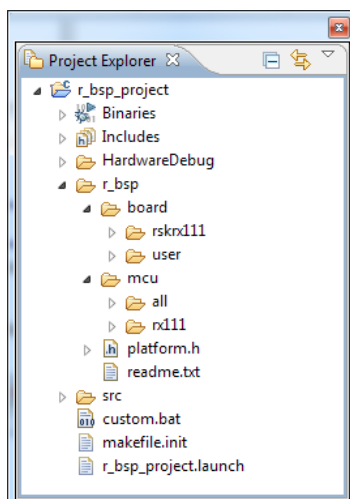 Project Explorer
r_bsp_project
Binaries
Includes
HardwareDebug
r_bsp
board
rskrx111
user
mcu
all
rx111
platform.h
readme.txt
src
custom.bat
makefile.init
r_bsp_project.launch